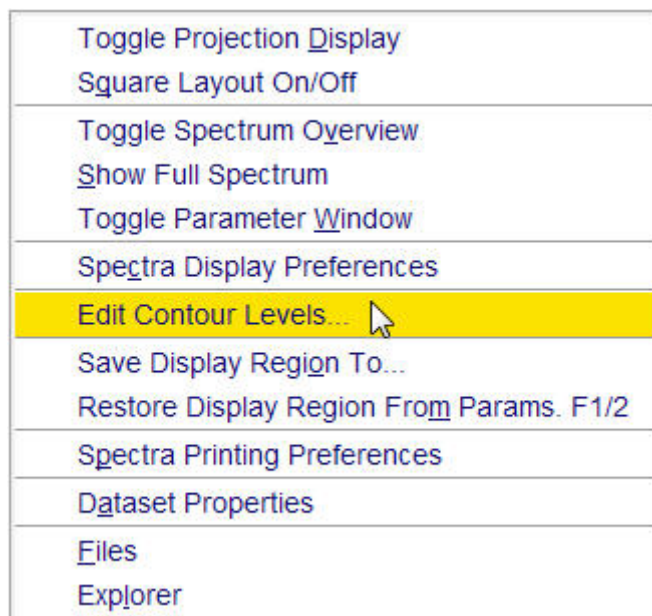 Toggle Projection Display
Square Layout On/Off
Toggle Spectrum Overview
Show Full Spectrum
Toggle Parameter Window
Spectra Display Preferences
Edit Contour Levels...
Save Display Region To...
Restore Display Region From Params. F1/2
Spectra Printing Preferences
Dataset Properties
Files
Explorer